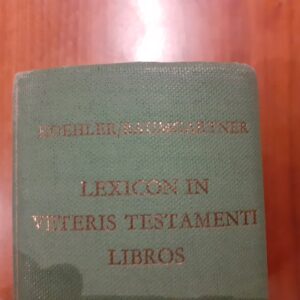 KOEHLER/BAUMGARTNER
LEXICON IN
VETERIS TESTAMENTI
LIBROS